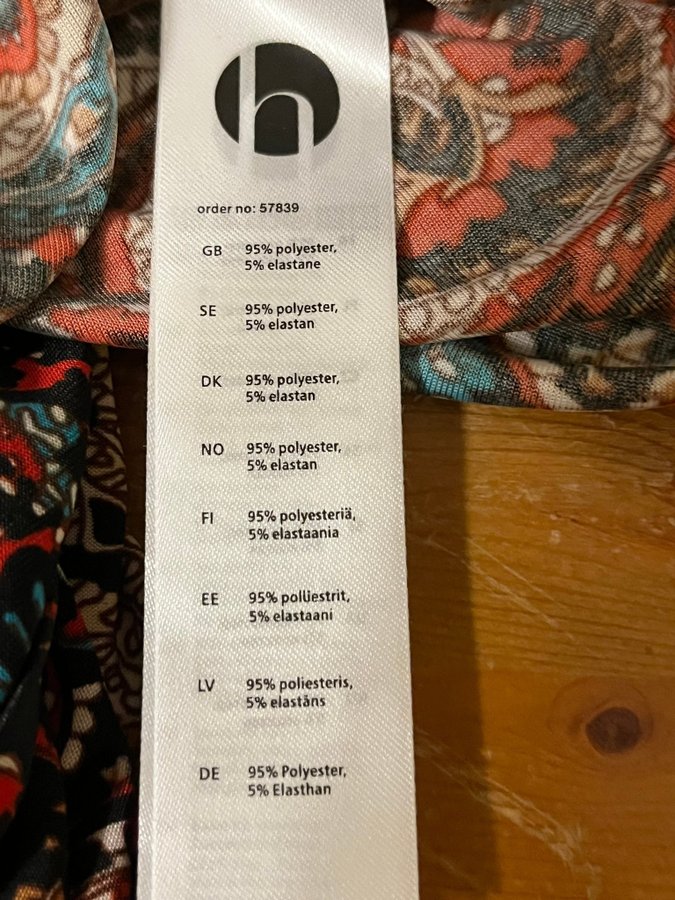 h
order no: 57839
GB 95% polyester,
5% elastane
SE 95% polyester,
5% elastan
DK 95% polyester,
5% elastan
NO 95% polyester,
5% elastan
FI 95% polyesteriä,
5% elastaania
EE 95% polüestrit,
5% elastaani
LV 95% poliesteris,
5% elastāns
DE 95% Polyester,
5% Elasthan